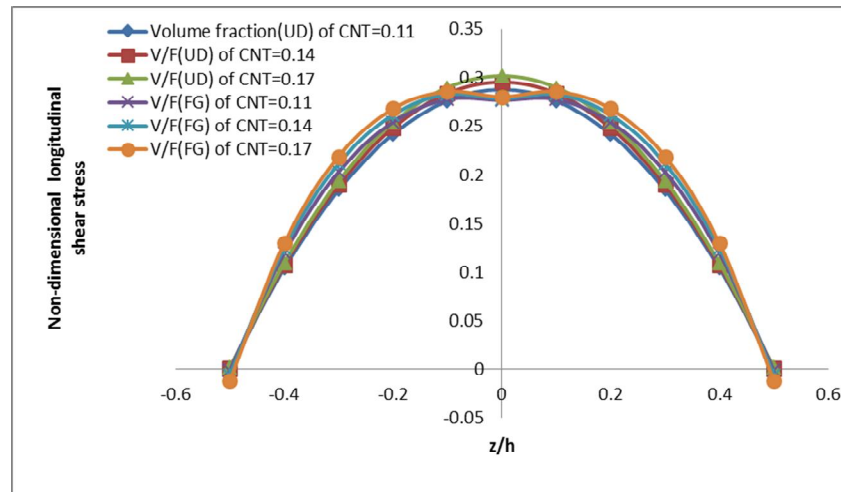 Volume fraction(UD) of CNT=0.11
V/F(UD) of CNT=0.14
V/F(UD) of CNT=0.17
V/F(FG) of CNT=0.11
V/F(FG) of CNT=0.14
V/F(FG) of CNT=0.17
Non-dimensional longitudinal
shear stress
0.35
0.3
0.25
0.2
0.15
0.1
0.05
0
-0.05
-0.6
-0.4
-0.2
0
0.2
0.4
0.6
z/h